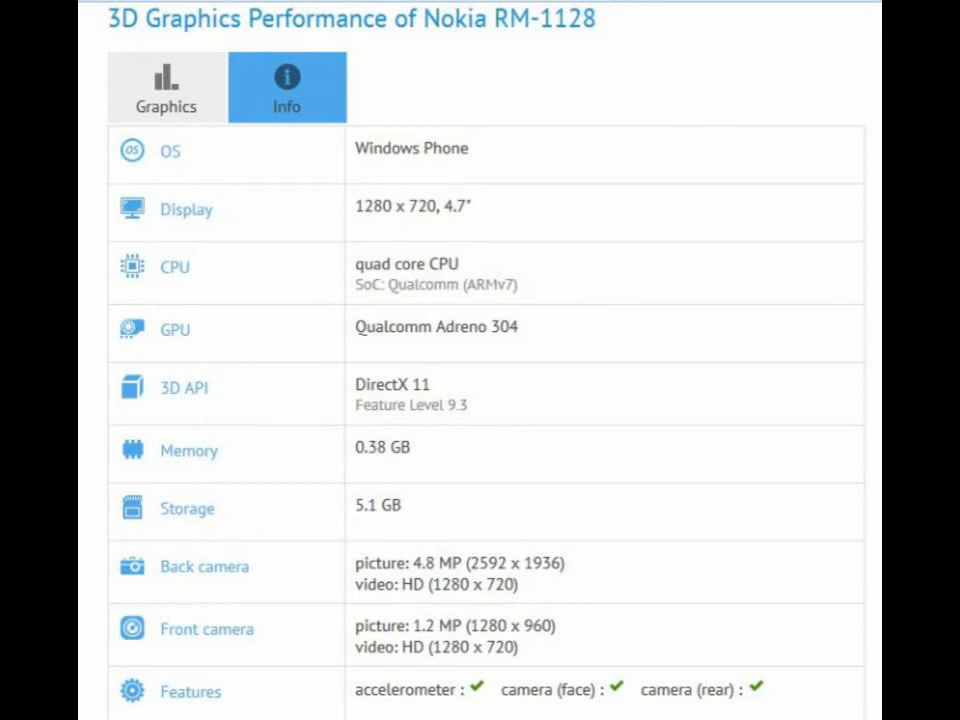 3D Graphics Performance of Nokia RM-1128
Graphics
Info
OS OS
Windows Phone
Display
1280 x 720, 4.7"
CPU
quad core CPU
SoC: Qualcomm (ARMv7)
GPU
Qualcomm Adreno 304
3D API
DirectX 11
Feature Level 9.3
Memory
0.38 GB
Storage
5.1 GB
Back camera
picture: 4.8 MP (2592 x 1936)
video: HD (1280 x 720)
Front camera
picture: 1.2 MP (1280 x 960)
video: HD (1280 x 720)
Features
accelerometer : ✔ camera (face) : ✔ camera (rear) : ✔